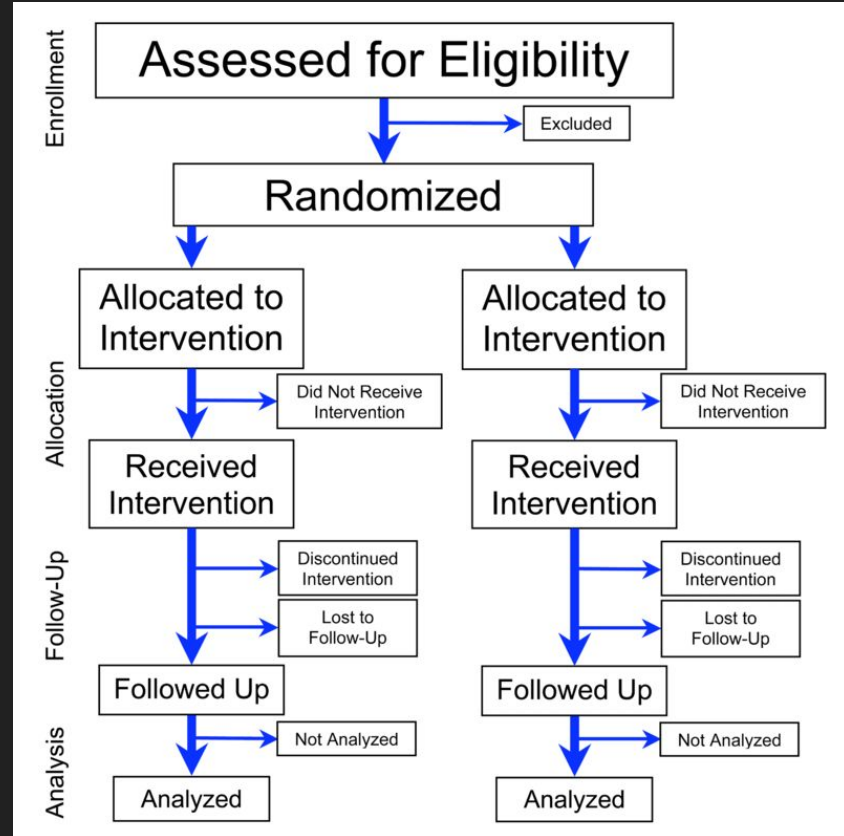 Enrollment
Assessed for Eligibility
Excluded
Randomized
Allocation
Allocated to
Intervention
Did Not Receive
Intervention
Received
Intervention
Allocated to
Intervention
Did Not Receive
Intervention
Received
Intervention
Follow-Up
Discontinued
Intervention
Lost to
Follow-Up
Followed Up
Discontinued
Intervention
Lost to
Follow-Up
Followed Up
Analysis
Not Analyzed
Analyzed
Not Analyzed
Analyzed